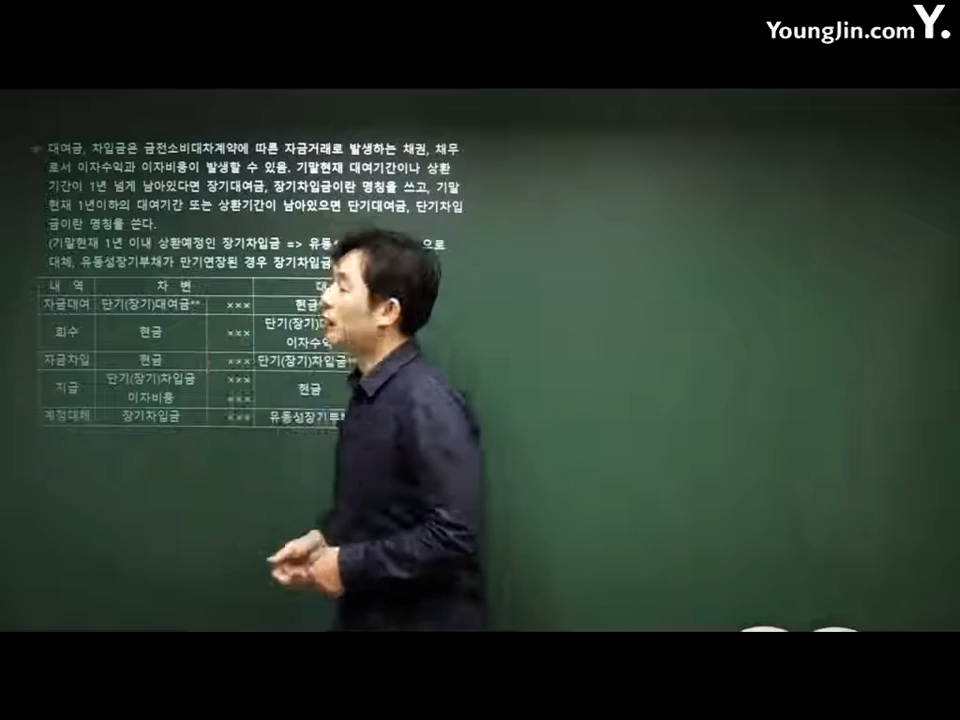 YoungJin.com Y.
대여금, 차입금은 금전소비대차계약에 따른 자금거래로 발생하는 채권, 채무
로서 이자수익과 이자비용이 발생할 수 있음. 기말현재 대여기간이나 상환
기간이 1년 넘게 남아있다면 장기대여금, 장기차입금이란 명칭을 쓰고, 기말
현재 1년이하의 대여기간 또는 상환기간이 남아있으면 단기대여금, 단기차입
금이란 명칭을 쓴다.
(기말현재 1년 이내 상환예정인 장기차입금 => 유동 으로
대체, 유동성장기부채가 만기연장된 경우 장기차입
내 역 차 변 대
자금대여 단기(장기)대여금** ××× 현금
회수 현금 ××× 단기(장기)
이자수익
자금차입 현금 ××× 단기(장기)차입금
지급 단기(장기)차입금 ××× 현금
이자비용 ×××
계정대체 장기차입금 ××× 유동성장기부